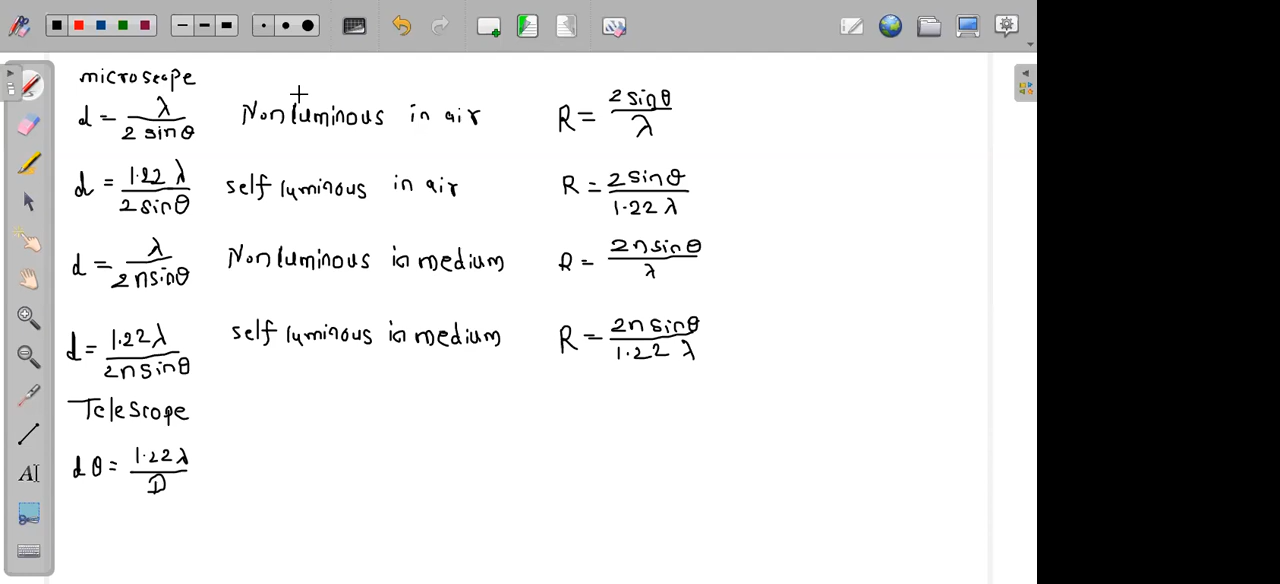 microscope
d = λ / 2 sinθ Nonluminous in air R = 2 sinθ / λ
d = 1.22 λ / 2 sinθ self luminous in air R = 2 sinθ / 1.22 λ
d = λ / 2n sinθ Nonluminous in medium R = 2n sinθ / λ
d = 1.22 λ / 2n sinθ self luminous in medium R = 2n sinθ / 1.22 λ
Telescope
dθ = 1.22 λ / D